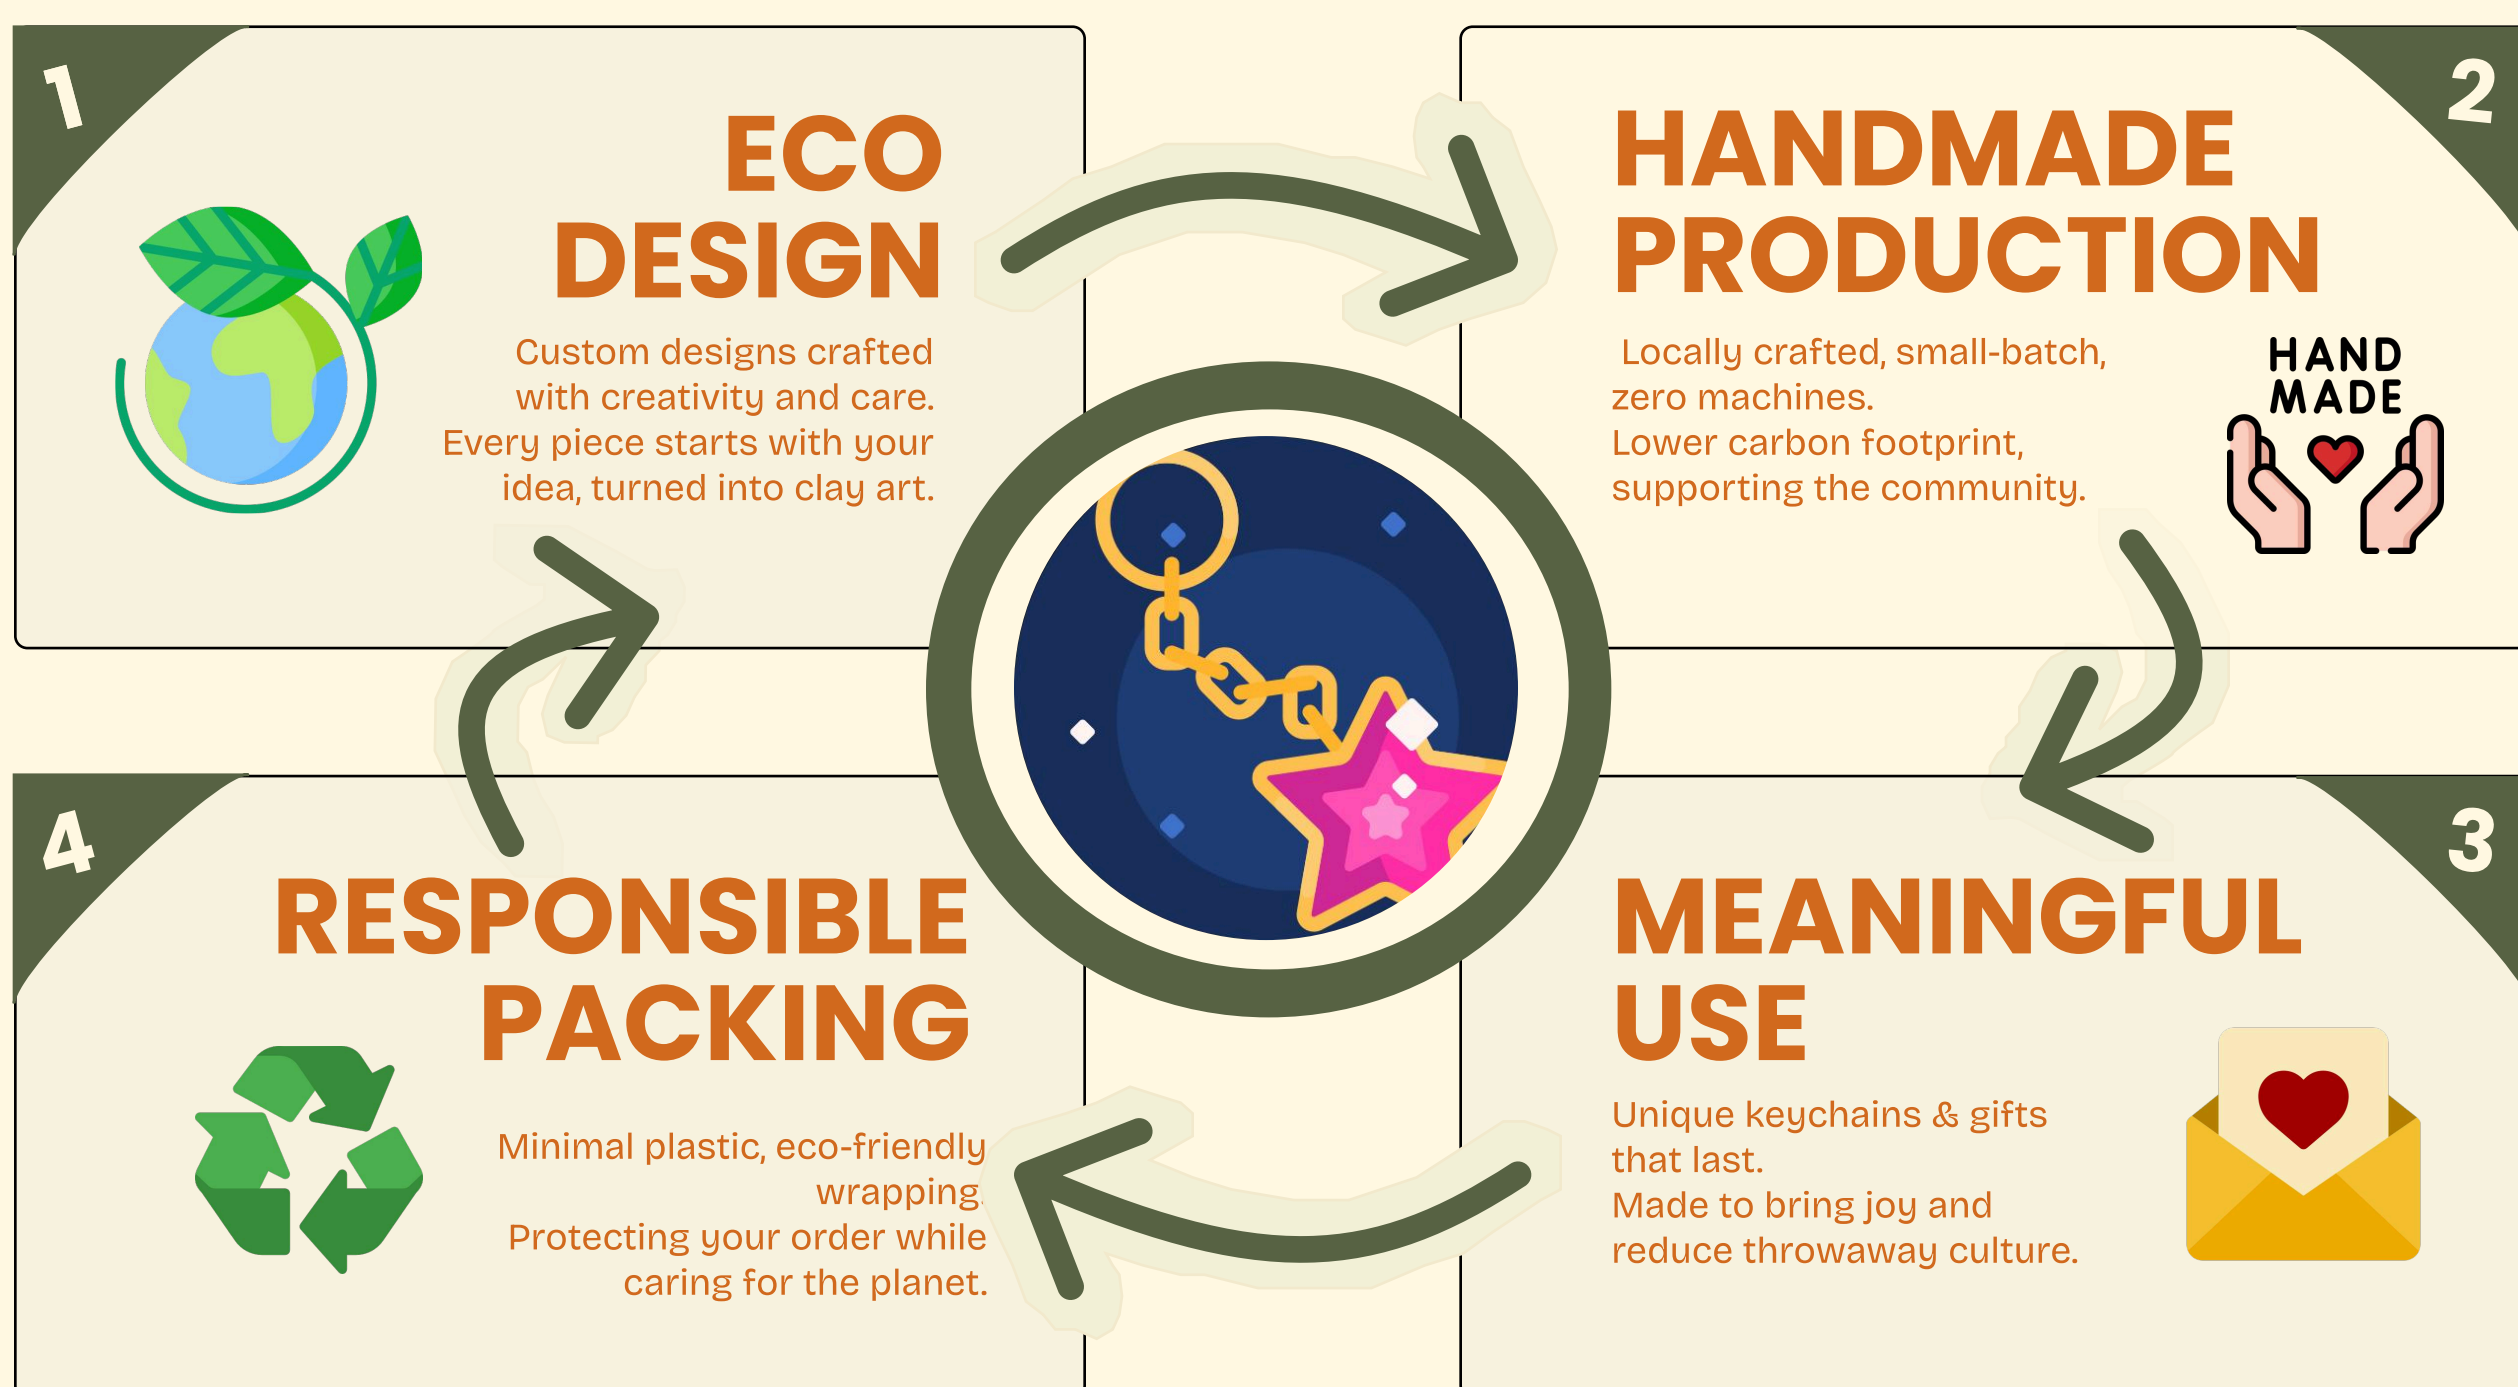 1
ECO
DESIGN
Custom designs crafted
with creativity and care.
Every piece starts with your
idea, turned into clay art.
2
HANDMADE
PRODUCTION
Locally crafted, small-batch,
zero machines.
Lower carbon footprint,
supporting the community.
HAND
MADE
3
MEANINGFUL
USE
Unique keychains & gifts
that last.
Made to bring joy and
reduce throwaway culture.
4
RESPONSIBLE
PACKING
Minimal plastic, eco-friendly
wrapping.
Protecting your order while
caring for the planet.